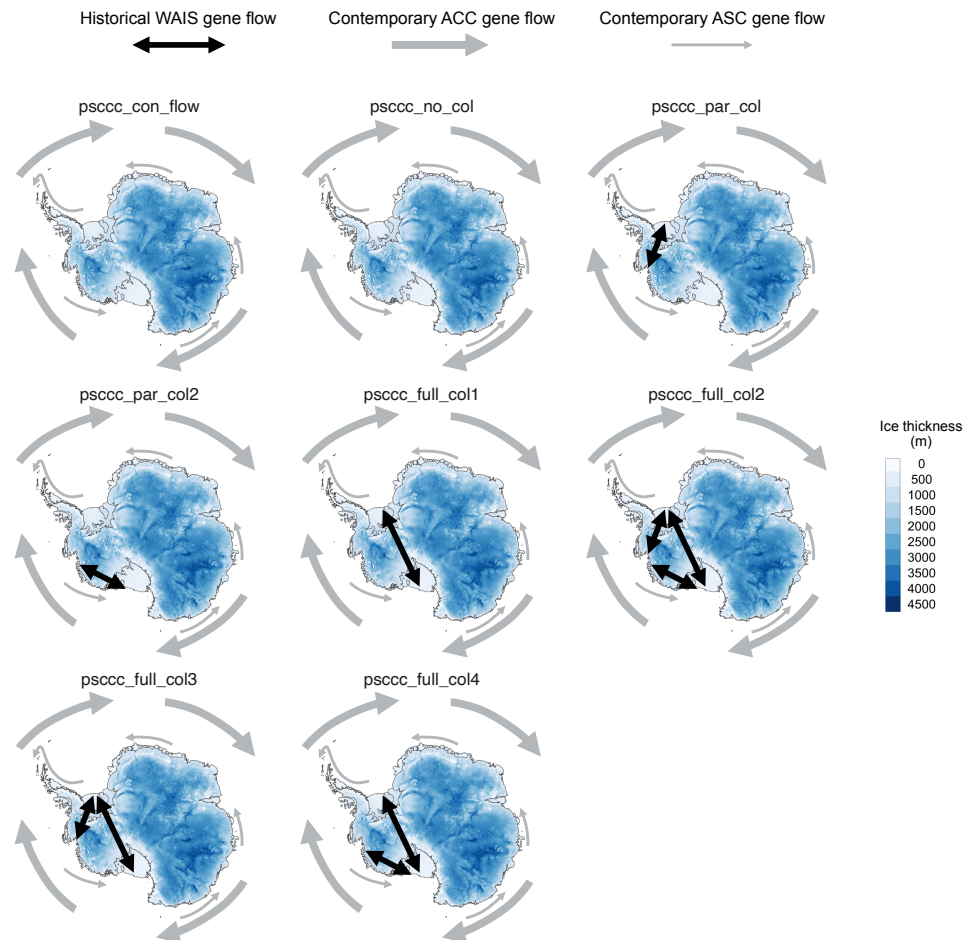 Historical WAIS gene flow
Contemporary ACC gene flow
Contemporary ASC gene flow
psccc_con_flow
psccc_no_col
psccc_par_col
psccc_par_col2
psccc_full_col1
psccc_full_col2
Ice thickness
(m)
0
500
1000
1500
2000
2500
3000
3500
4000
4500
psccc_full_col3
psccc_full_col4